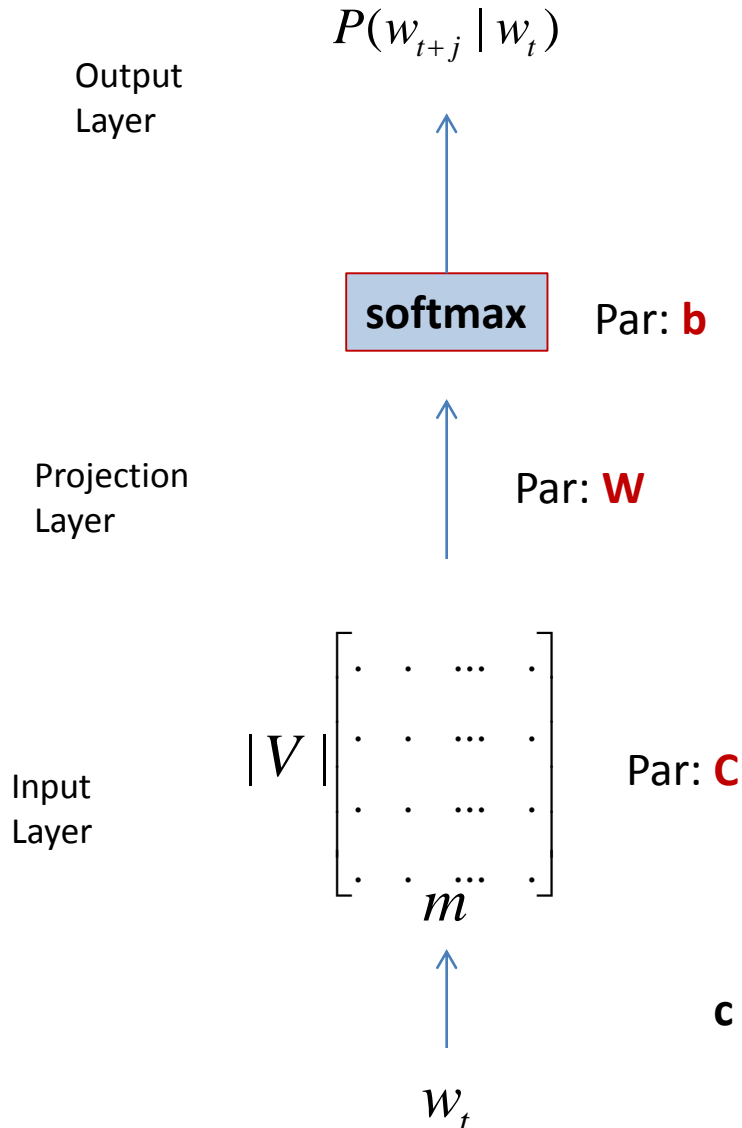 P(w_{t+j} | w_t)
Output
Layer
softmax
Par: b
Projection
Layer
Par: W
|V|
. . ... .
. . ... .
. . ... .
. . ... .
Par: C
Input
Layer
m
c
w_t